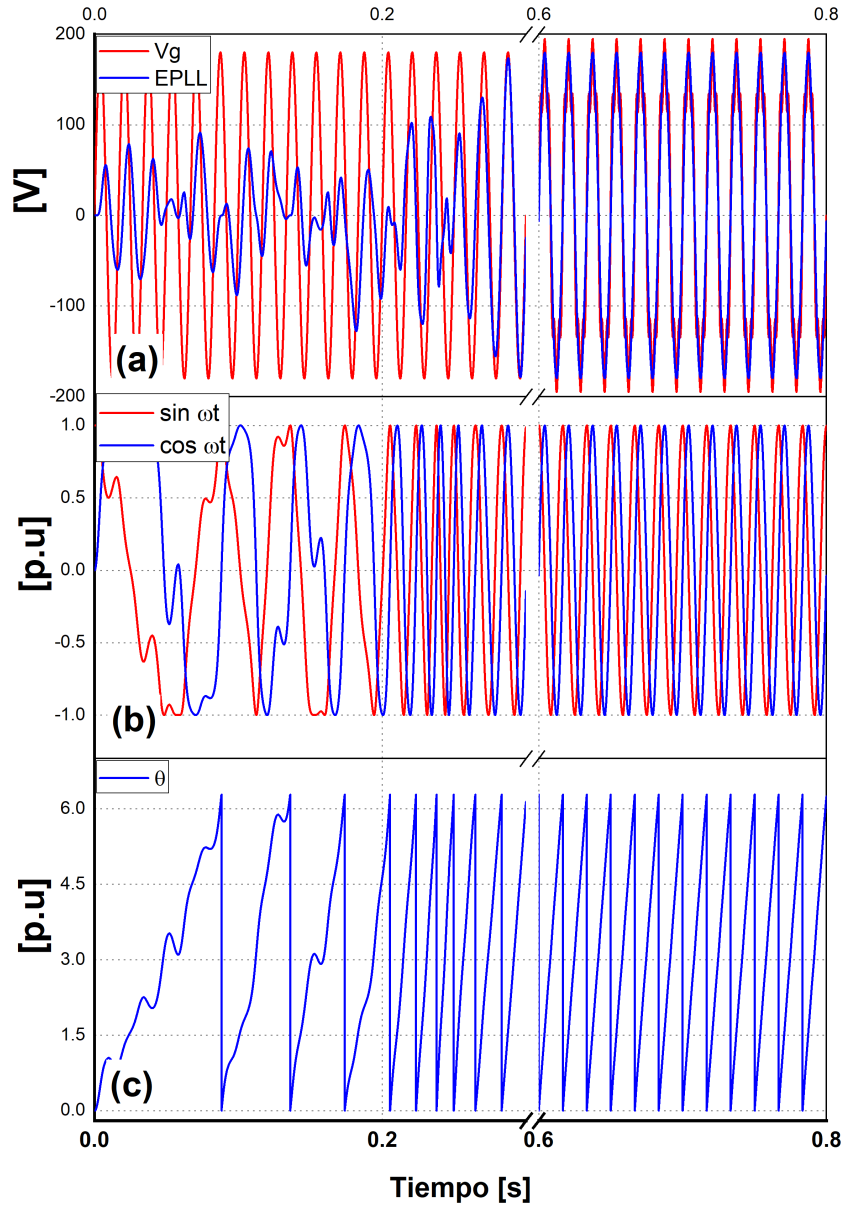 0.0 0.2 0.6 0.8
200
Vg
EPLL
100
0
-100
-200
[V]
(a)
sin ωt
cos ωt
1.0
0.5
0.0
-0.5
-1.0
[p.u]
(b)
θ
6.0
4.5
3.0
1.5
0.0
[p.u]
(c)
0.0 0.2 0.6 0.8
Tiempo [s]